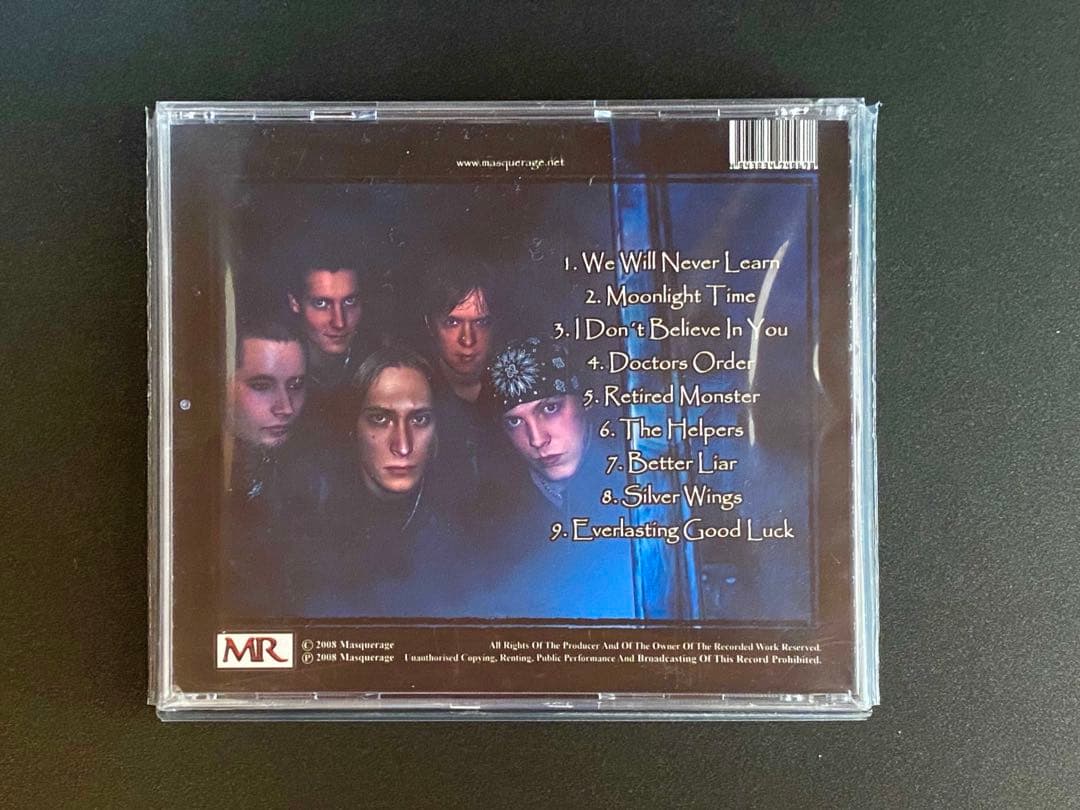 www.masquerage.net
1. We Will Never Learn
2. Moonlight Time
3. I Don´t Believe In You
4. Doctors Order
5. Retired Monster
6. The Helpers
7. Better Liar
8. Silver Wings
9. Everlasting Good Luck
MR
© 2008 Masquerage
℗ 2008 Masquerage
All Rights Of The Producer And Of The Owner Of The Recorded Work Reserved.
Unauthorised Copying, Renting, Public Performance And Broadcasting Of This Record Prohibited.